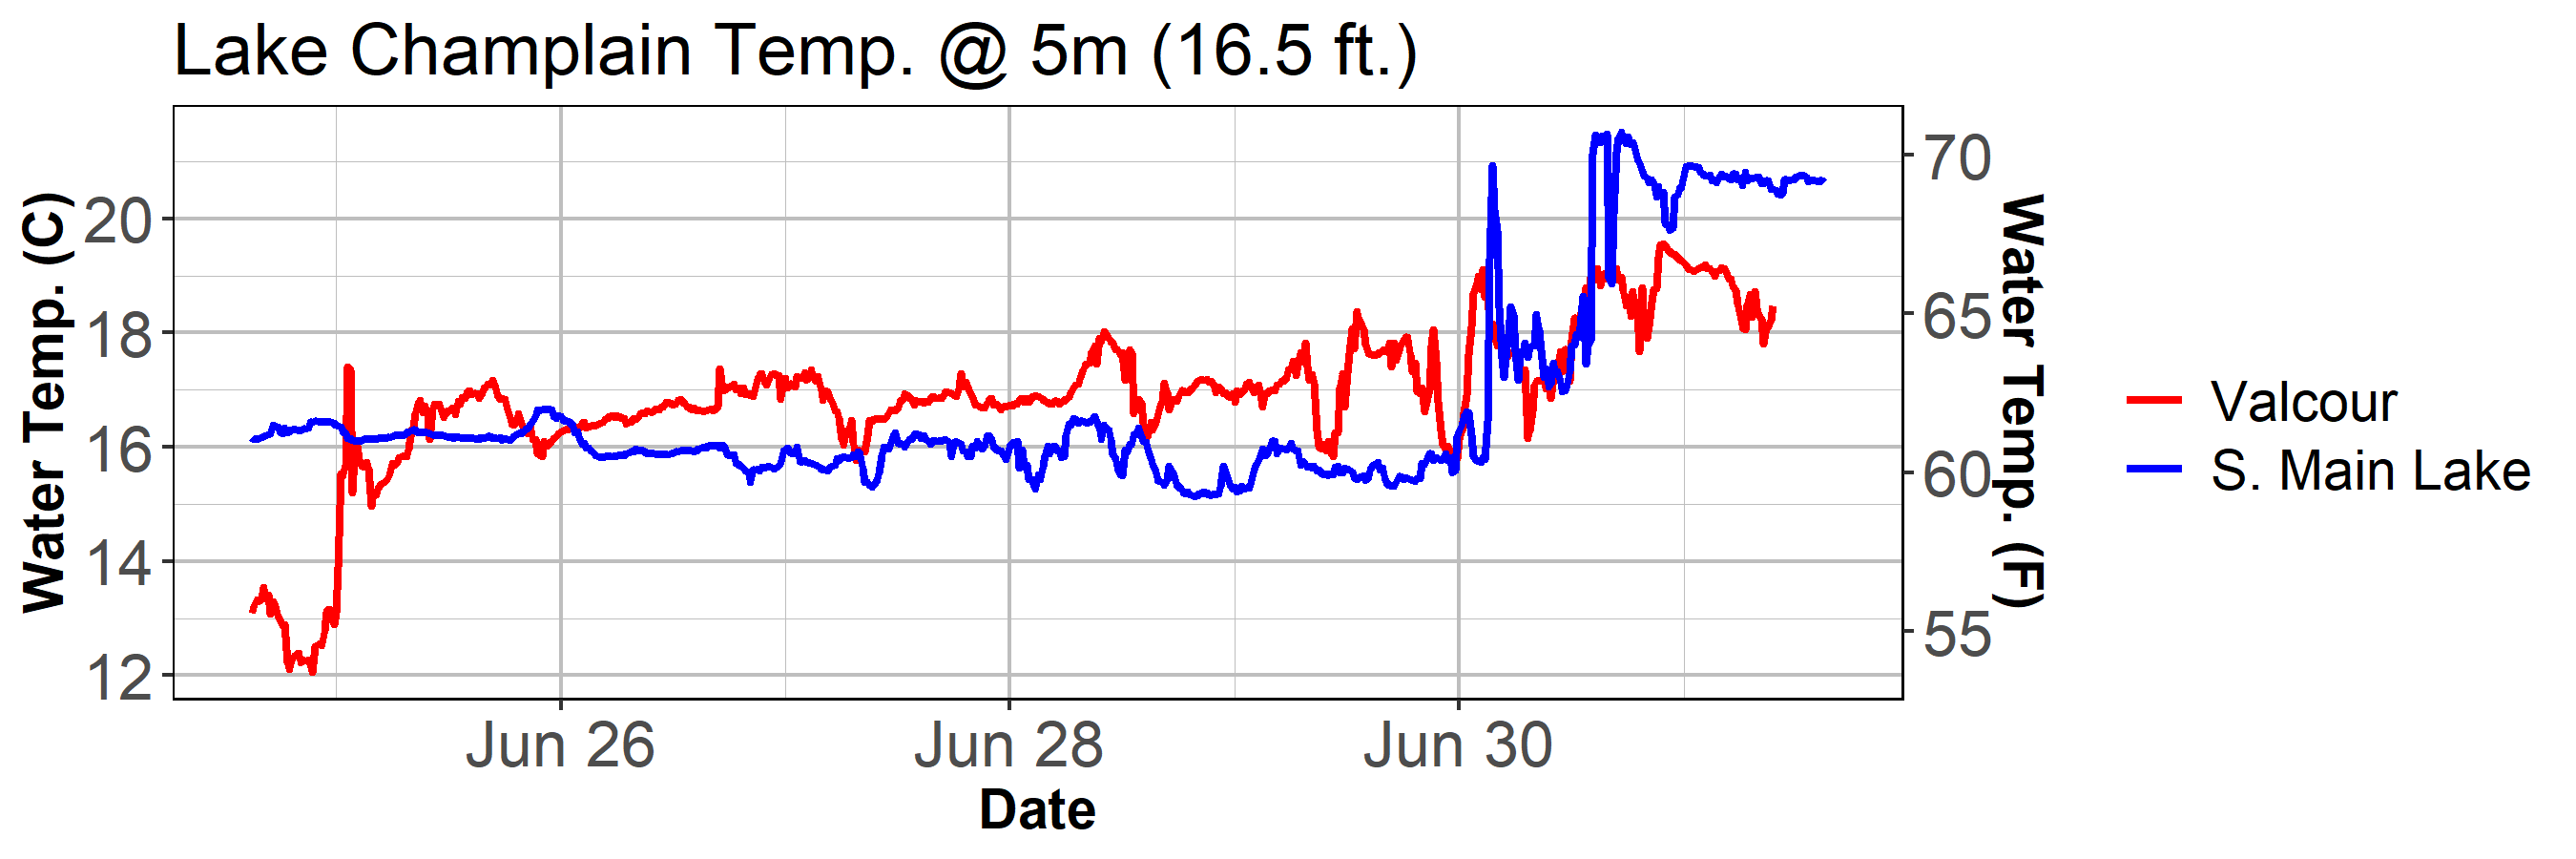 Lake Champlain Temp. @ 5m (16.5 ft.)
Water Temp. (C)
20
18
16
14
12
70
65
60
55
Water Temp. (F)
Jun 26
Jun 28
Jun 30
Date
Valcour
S. Main Lake